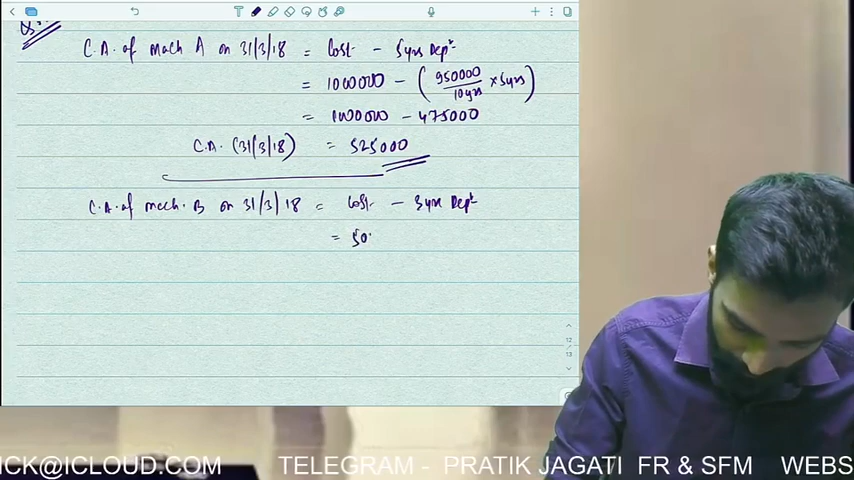 C.A. of Mach A on 31/3/18 = Cost - 5yrs Depⁿ
= 1000000 - ( 950000 / 10yrs × 5yrs )
= 1000000 - 475000
C.A. (31/3/18) = 525000
C.A. of Mach. B on 31/3/18 = Cost - 3yrs Depⁿ
= 50
12
13
ICK@ICLOUD.COM TELEGRAM - PRATIK JAGATI FR & SFM WEBS